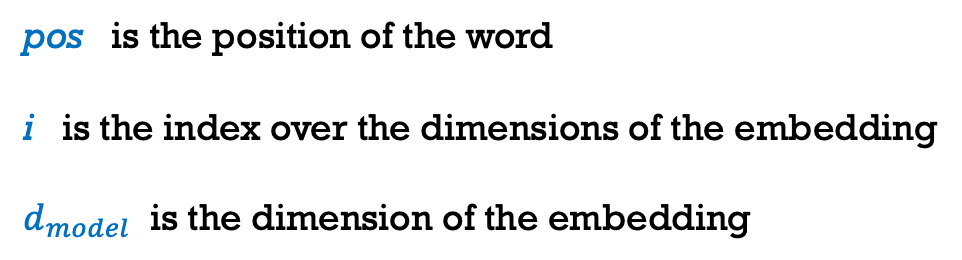 pos is the position of the word
i is the index over the dimensions of the embedding
d_model is the dimension of the embedding